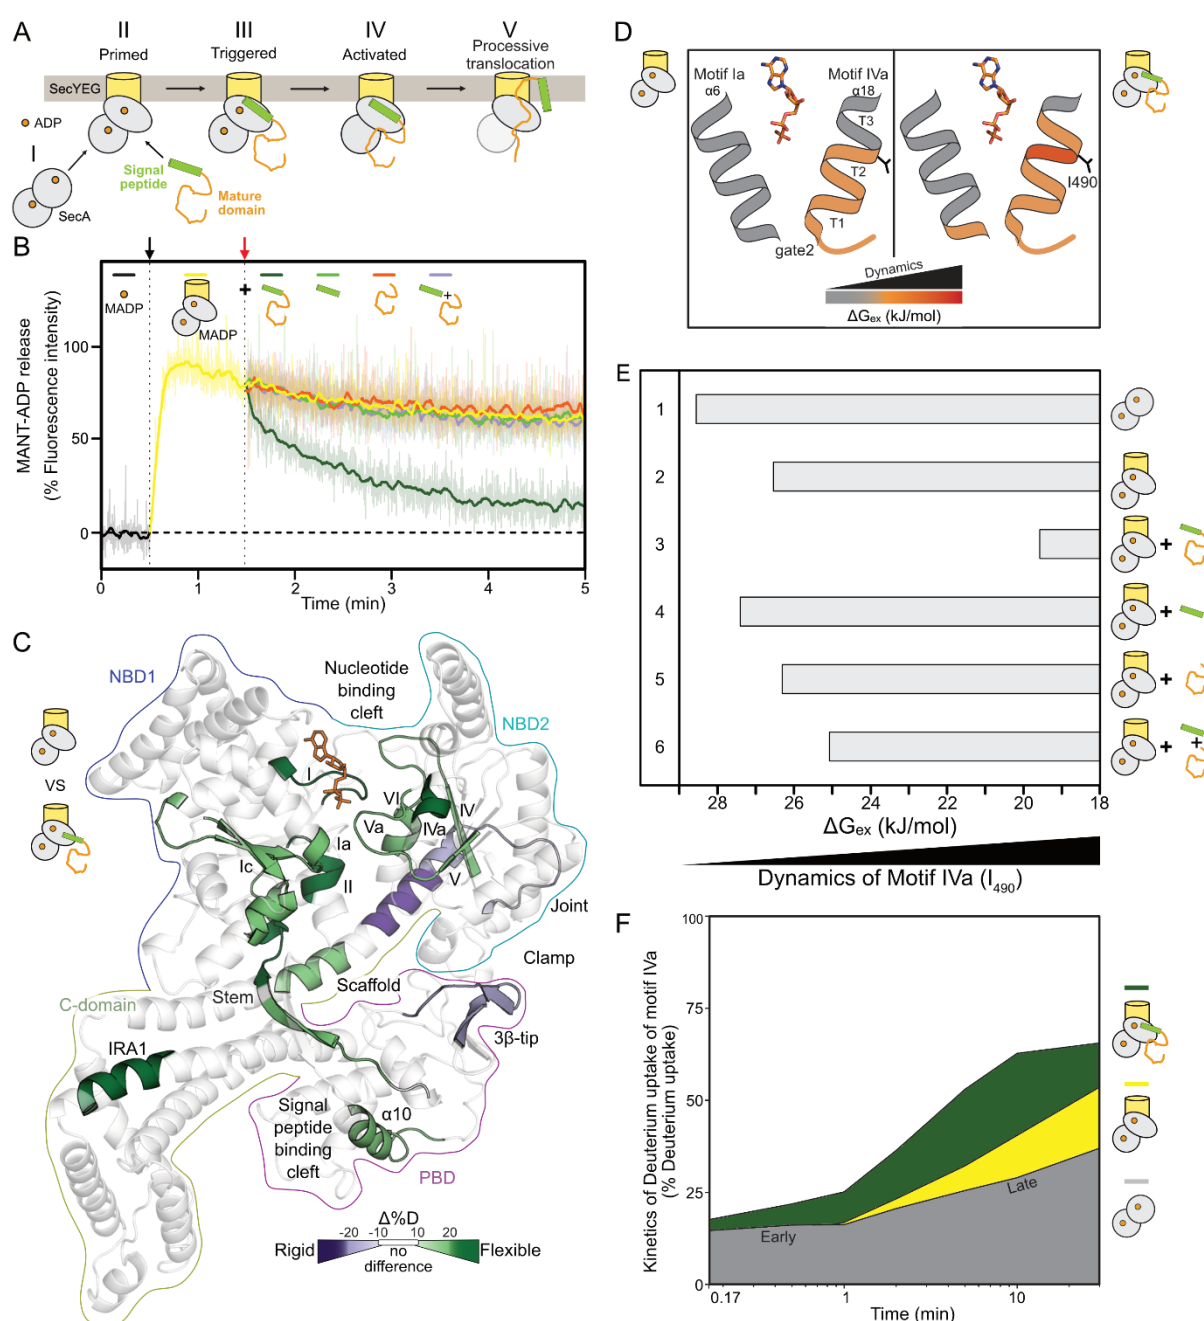 A
II
III
IV
V
Primed
Triggered
Activated
Processive
translocation
SecYEG
ADP
I
SecA
Signal
peptide
Mature
domain
B
MADP
MADP
+
+
MANT-ADP release
(% Fluorescence intensity)
100
50
0
0
1
2
3
4
5
Time (min)
C
NBD1
Nucleotide
binding
cleft
NBD2
VS
I
VI
IV
Va
IVa
Ia
Ic
II
V
Joint
Clamp
Stem
Scaffold
C-domain
3β-tip
IRA1
α10
Signal
peptide
binding
cleft
PBD
Δ%D
-20
-10
10
20
Rigid
no
difference
Flexible
D
Motif Ia
α6
Motif IVa
α18
T3
T2
T1
gate2
I490
Dynamics
ΔGex (kJ/mol)
E
1
2
3
+
4
+
5
+
6
+
+
28
26
24
22
20
18
ΔGex (kJ/mol)
Dynamics of Motif IVa (I490)
F
Kinetics of Deuterium uptake of motif IVa
(% Deuterium uptake)
100
75
50
25
0
Early
Late
0.17
1
10
Time (min)